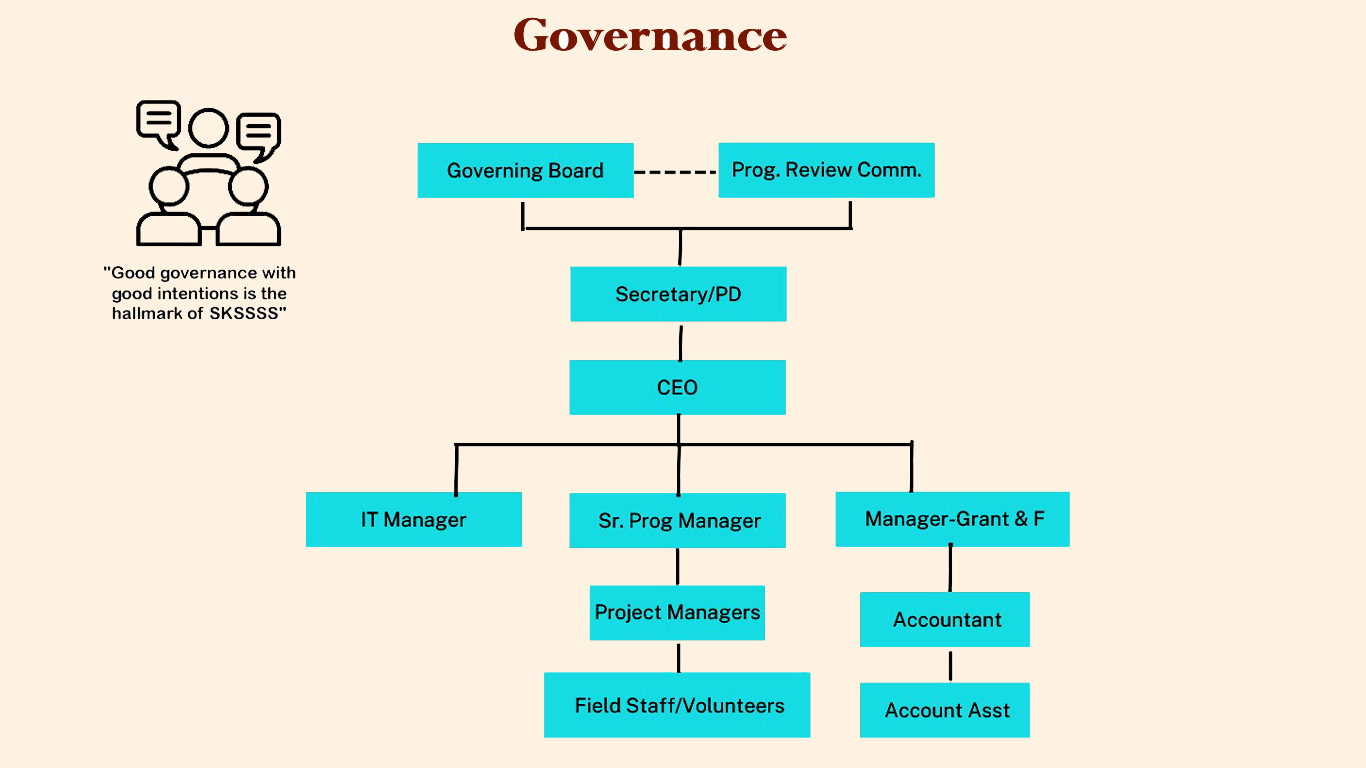 Governance
Governing Board
Prog. Review Comm.
"Good governance with
good intentions is the
hallmark of SKSSSS"
Secretary/PD
CEO
IT Manager
Sr. Prog Manager
Manager-Grant & F
Project Managers
Accountant
Field Staff/Volunteers
Account Asst